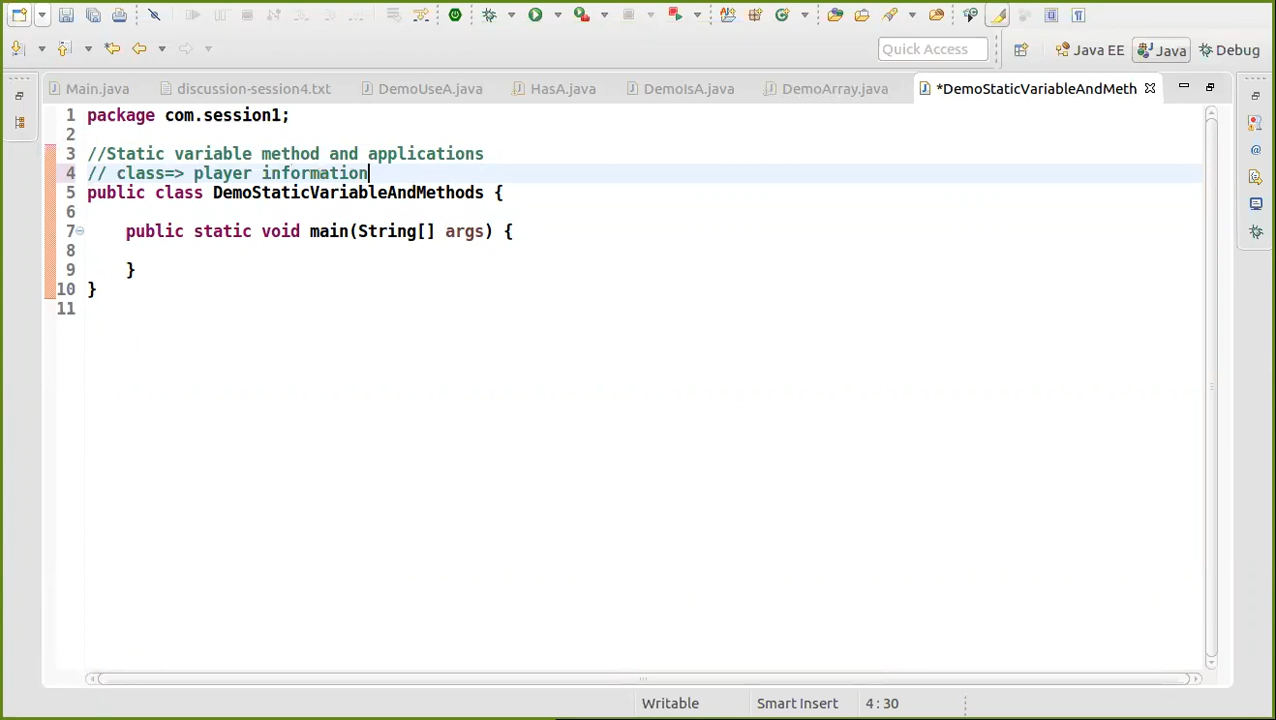 Quick Access
Java EE
Java
Debug
Main.java
discussion-session4.txt
DemoUseA.java
HasA.java
DemoIsA.java
DemoArray.java
*DemoStaticVariableAndMeth
1 package com.session1;
2
3 //Static variable method and applications
4 // class=> player information
5 public class DemoStaticVariableAndMethods {
6
7 public static void main(String[] args) {
8
9 }
10 }
11
Writable
Smart Insert
4 : 30